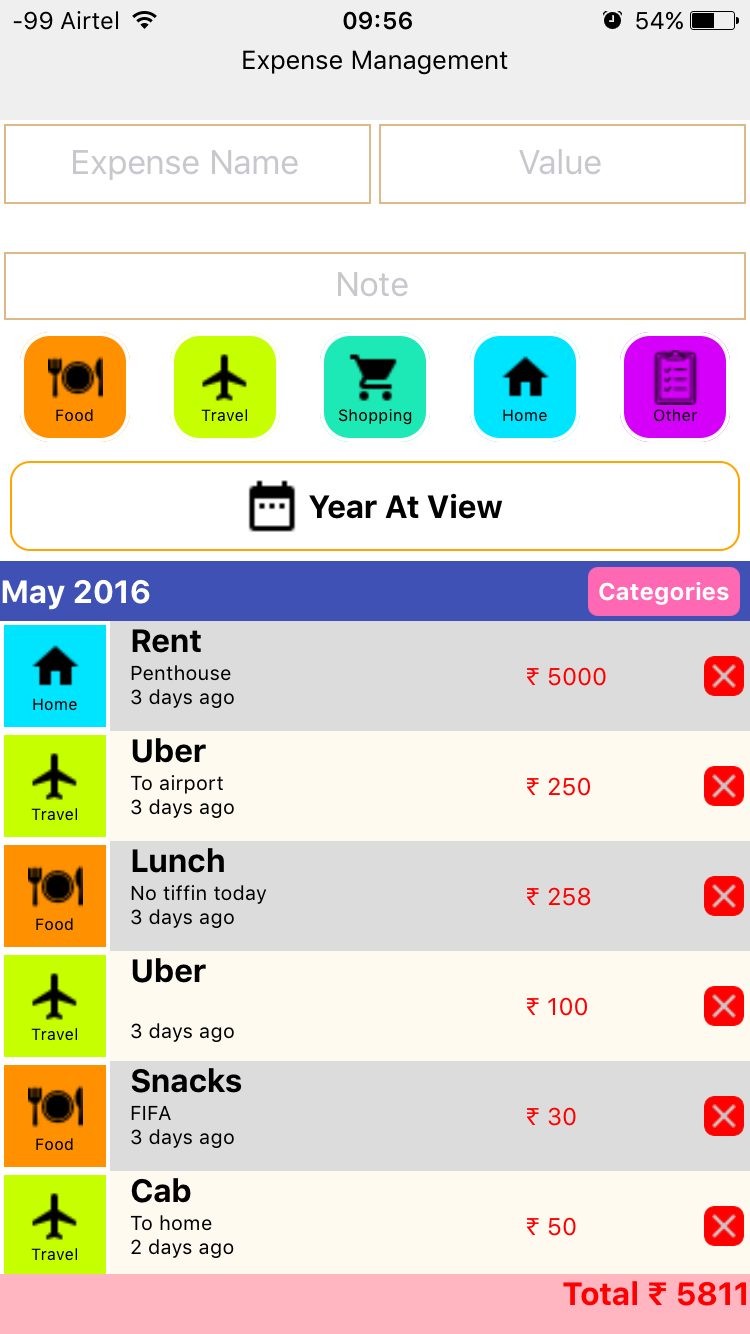 -99 Airtel 09:56 54%
Expense Management
Expense Name Value
Note
Food Travel Shopping Home Other
Year At View
May 2016 Categories
Home
Rent
Penthouse
3 days ago
₹ 5000
Travel
Uber
To airport
3 days ago
₹ 250
Food
Lunch
No tiffin today
3 days ago
₹ 258
Travel
Uber
3 days ago
₹ 100
Food
Snacks
FIFA
3 days ago
₹ 30
Travel
Cab
To home
2 days ago
₹ 50
Total ₹ 5811